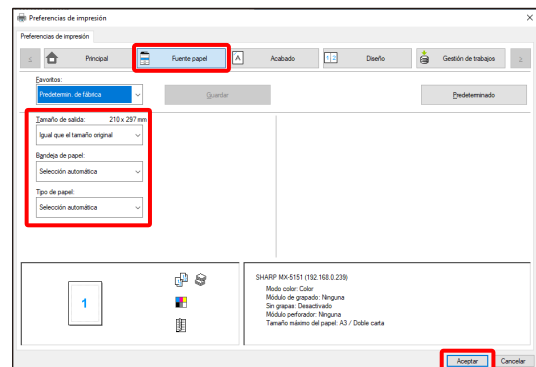 Preferencias de impresión
Preferencias de impresión
Principal
Fuente papel
A
Acabado
1 2
Diseño
Gestión de trabajos
Favoritos:
Predetermin. de fábrica
Guardar
Predeterminado
Tamaño de salida: 210 x 297 mm
Igual que el tamaño original
Bandeja de papel:
Selección automática
Tipo de papel:
Selección automática
1
SHARP MX-5151 (192.168.0.239)
Modo color: Color
Módulo de grapado: Ninguna
Sin grapas: Desactivado
Módulo perforador: Ninguna
Tamaño máximo del papel: A3 / Doble carta
Aceptar
Cancelar